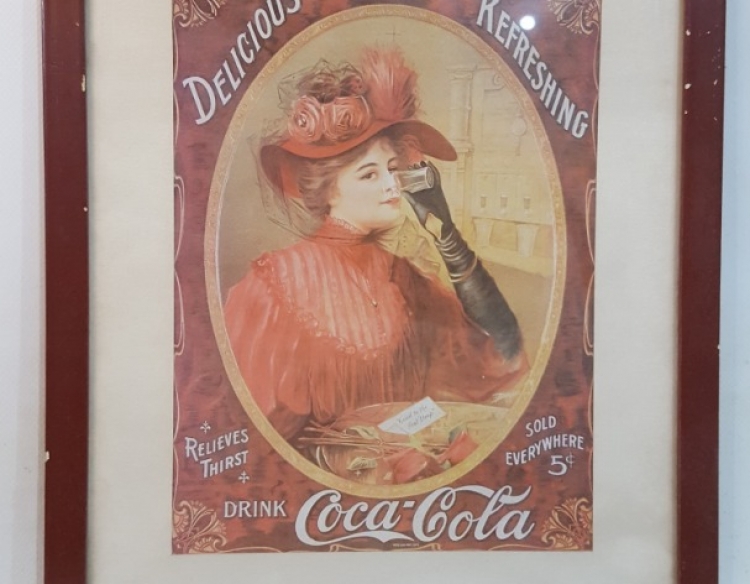 DELICIOUS
REFRESHING
RELIEVES
THIRST
SOLD
EVERYWHERE
5¢
DRINK Coca-Cola